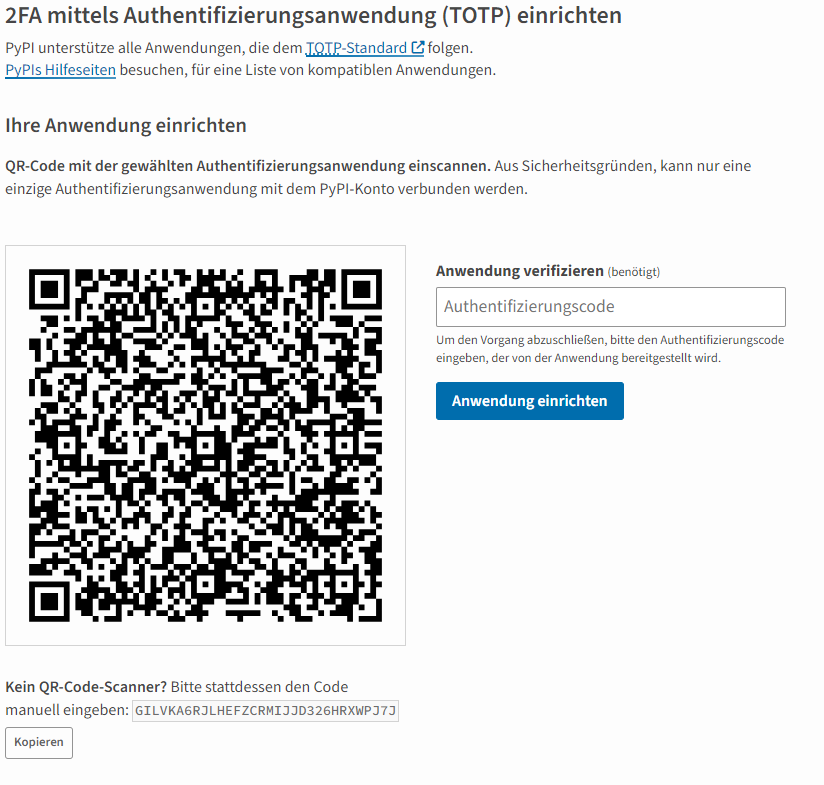 2FA mittels Authentifizierungsanwendung (TOTP) einrichten
PyPI unterstütze alle Anwendungen, die dem TOTP-Standard folgen.
PyPIs Hilfeseiten besuchen, für eine Liste von kompatiblen Anwendungen.
Ihre Anwendung einrichten
QR-Code mit der gewählten Authentifizierungsanwendung einscannen. Aus Sicherheitsgründen, kann nur eine
einzige Authentifizierungsanwendung mit dem PyPI-Konto verbunden werden.
Anwendung verifizieren (benötigt)
Authentifizierungscode
Um den Vorgang abzuschließen, bitte den Authentifizierungscode
eingeben, der von der Anwendung bereitgestellt wird.
Anwendung einrichten
Kein QR-Code-Scanner? Bitte stattdessen den Code
manuell eingeben: GILVKA6RJLHEFZCRMIJJD326HRXWPJ7J
Kopieren